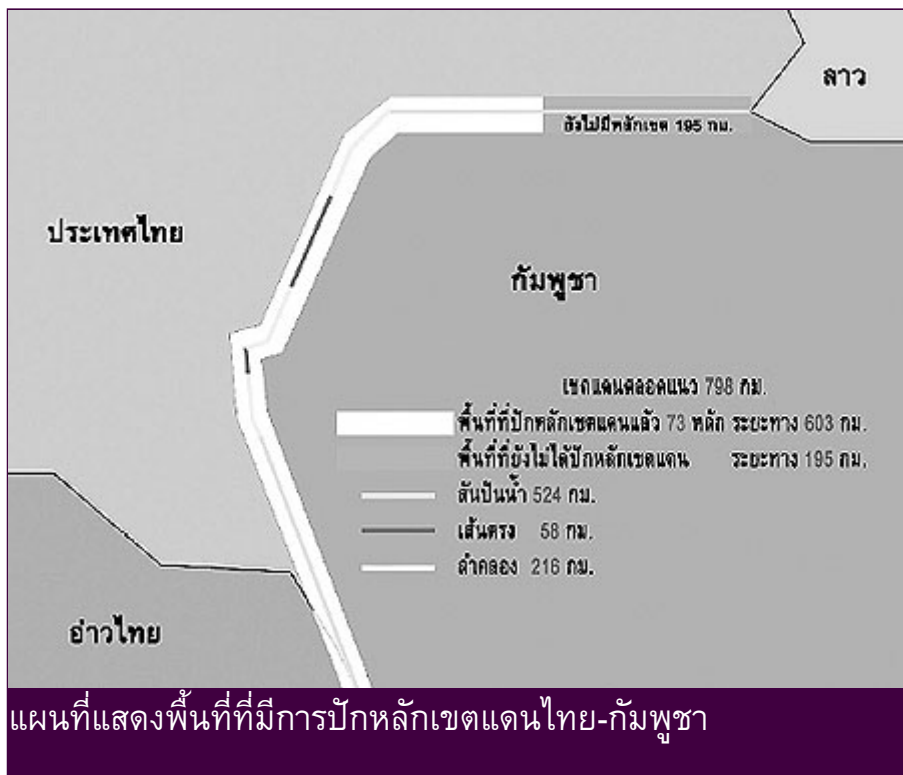 ลาว
ยังไม่มีหลักเขต 195 กม.
ประเทศไทย
กัมพูชา
เขตแดนตลอดแนว 798 กม.
พื้นที่ที่ปักหลักเขตแดนแล้ว 73 หลัก ระยะทาง 603 กม.
พื้นที่ที่ยังไม่ได้ปักหลักเขตแดน ระยะทาง 195 กม.
สันปันน้ำ 524 กม.
เส้นตรง 58 กม.
ลำคลอง 216 กม.
อ่าวไทย
แผนที่แสดงพื้นที่ที่มีการปักหลักเขตแดนไทย-กัมพูชา